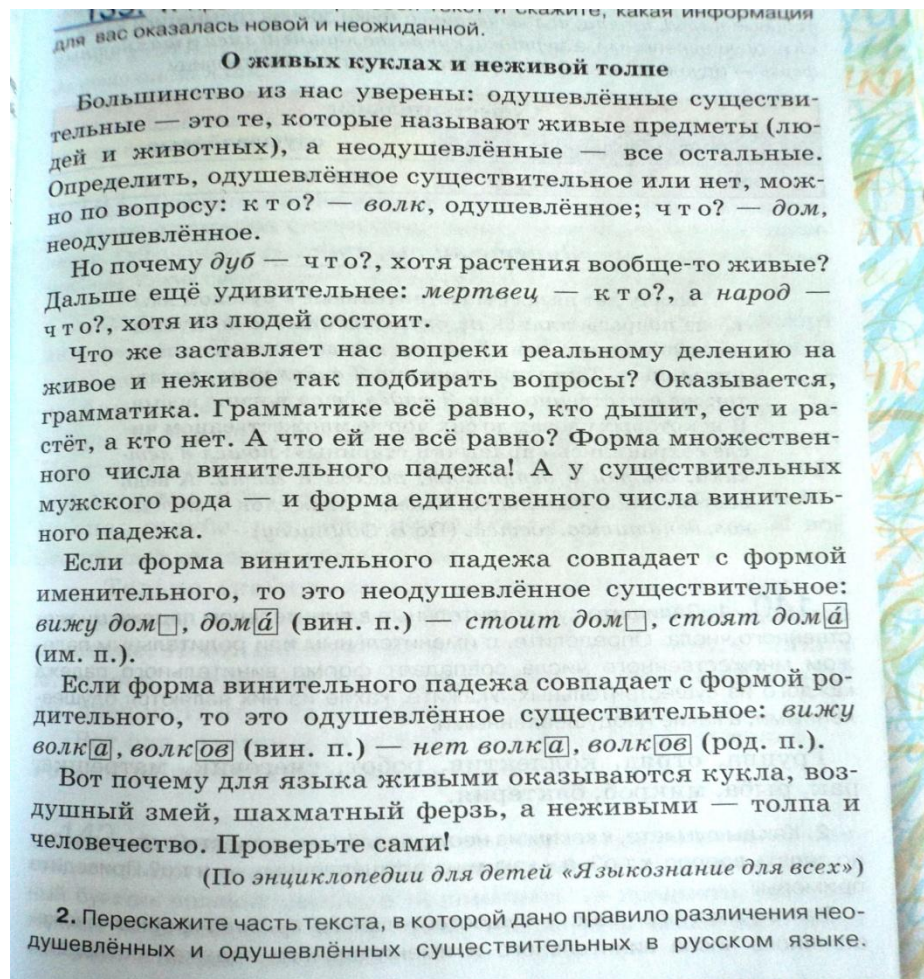 текст и скажите, какая информация
для вас оказалась новой и неожиданной.
О живых куклах и неживой толпе
Большинство из нас уверены: одушевлённые существи-
тельные — это те, которые называют живые предметы (лю-
дей и животных), а неодушевлённые — все остальные.
Определить, одушевлённое существительное или нет, мож-
но по вопросу: к т о? — волк, одушевлённое; ч т о? — дом,
неодушевлённое.
Но почему дуб — ч т о?, хотя растения вообще-то живые?
Дальше ещё удивительнее: мертвец — к т о?, а народ —
ч т о?, хотя из людей состоит.
Что же заставляет нас вопреки реальному делению на
живое и неживое так подбирать вопросы? Оказывается,
грамматика. Грамматике всё равно, кто дышит, ест и ра-
стёт, а кто нет. А что ей не всё равно? Форма множествен-
ного числа винительного падежа! А у существительных
мужского рода — и форма единственного числа винитель-
ного падежа.
Если форма винительного падежа совпадает с формой
именительного, то это неодушевлённое существительное:
вижу дом, дома́ (вин. п.) — стоит дом, стоят дома́
(им. п.).
Если форма винительного падежа совпадает с формой ро-
дительного, то это одушевлённое существительное: вижу
волка, волков (вин. п.) — нет волка, волков (род. п.).
Вот почему для языка живыми оказываются кукла, воз-
душный змей, шахматный ферзь, а неживыми — толпа и
человечество. Проверьте сами!
(По энциклопедии для детей «Языкознание для всех»)
2. Перескажите часть текста, в которой дано правило различения нео-
душевлённых и одушевлённых существительных в русском языке.